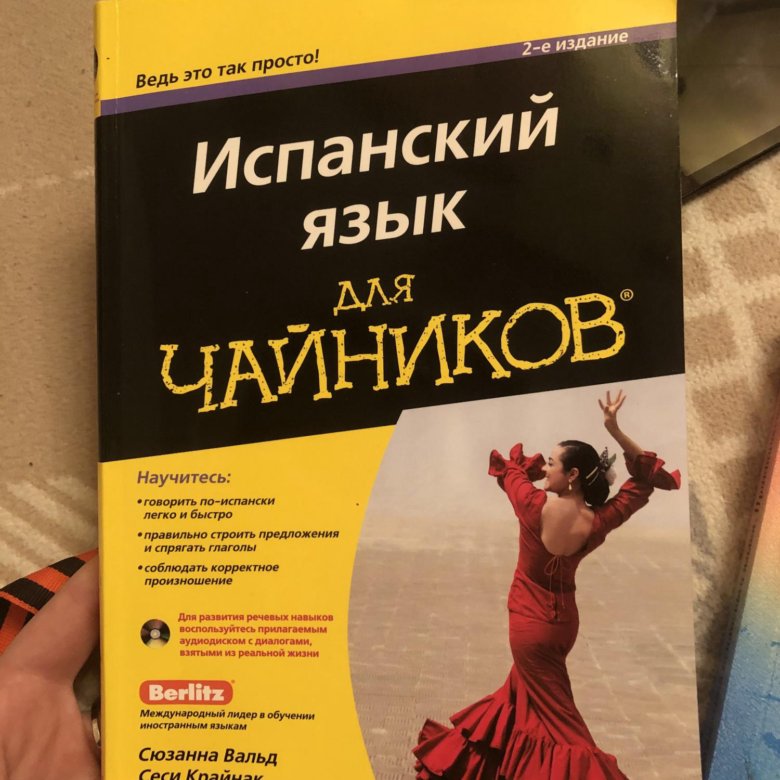 Ведь это так просто!
2-е издание
Испанский
язык
для
ЧАЙНИКОВ®
Научитесь:
• говорить по-испански
легко и быстро
• правильно строить предложения
и спрягать глаголы
• соблюдать корректное
произношение
Для развития речевых навыков
воспользуйтесь прилагаемым
аудиодиском с диалогами,
взятыми из реальной жизни
Berlitz
Международный лидер в обучении
иностранным языкам
Сюзанна Вальд
Сеси Крайнак